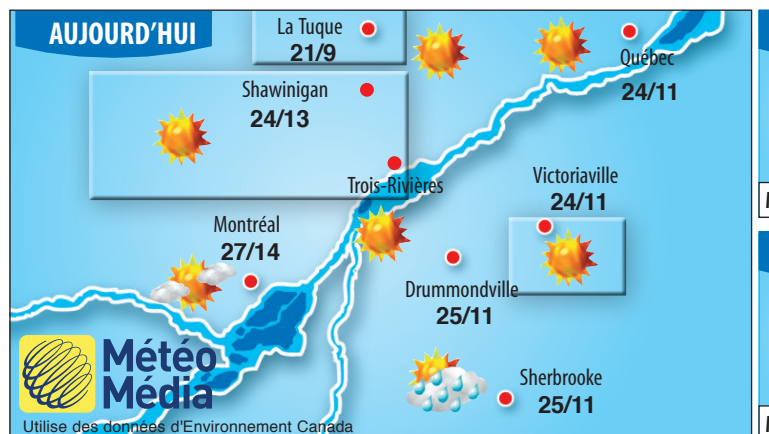 AUJOURD'HUI
La Tuque
21/9
Québec
24/11
Shawinigan
24/13
Trois-Rivières
Victoriaville
24/11
Montréal
27/14
Drummondville
25/11
Sherbrooke
25/11
Météo
Média
Utilise des données d'Environnement Canada